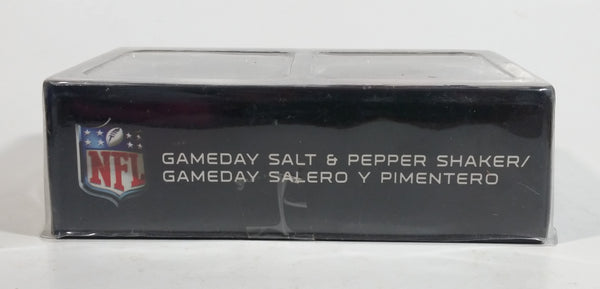 NFL
GAMEDAY SALT & PEPPER SHAKER/
GAMEDAY SALERO Y PIMENTERO